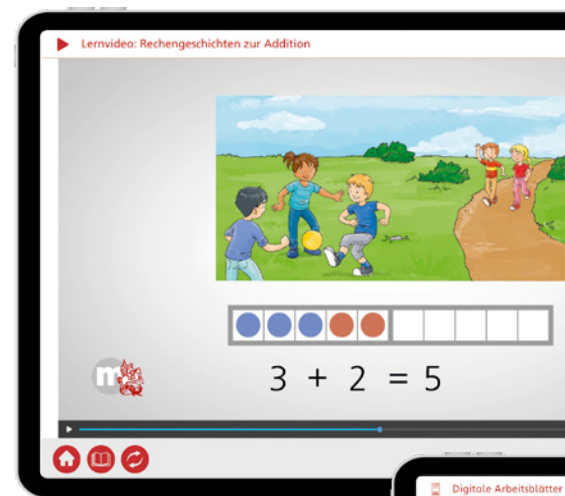 Lernvideo: Rechengeschichten zur Addition
m
3 + 2 = 5
Digitale Arbeitsblätter